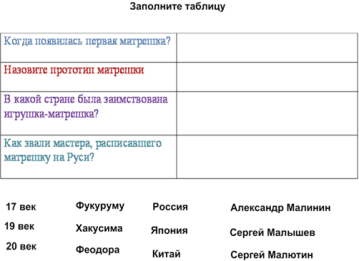 Заполните таблицу
Когда появилась первая матрешка?
Назовите прототип матрешки
В какой стране была заимствована
игрушка-матрешка?
Как звали мастера, расписавшего
матрешку на Руси?
17 век Фукуруму Россия Александр Малинин
19 век Хакусима Япония Сергей Малышев
20 век Феодора Китай Сергей Малютин